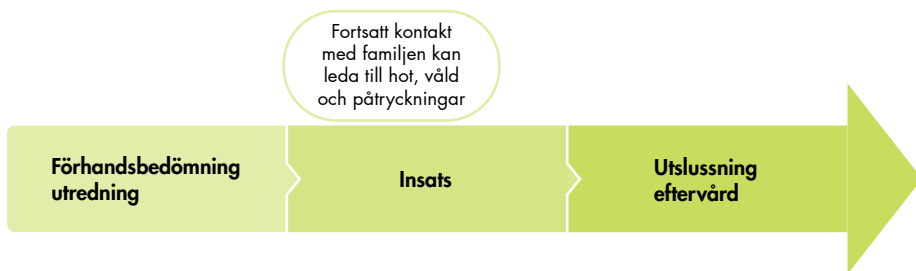 Fortsatt kontakt
med familjen kan
leda till hot, våld
och påtryckningar
Förhandsbedömning
utredning
Insats
Utslussning
eftervård